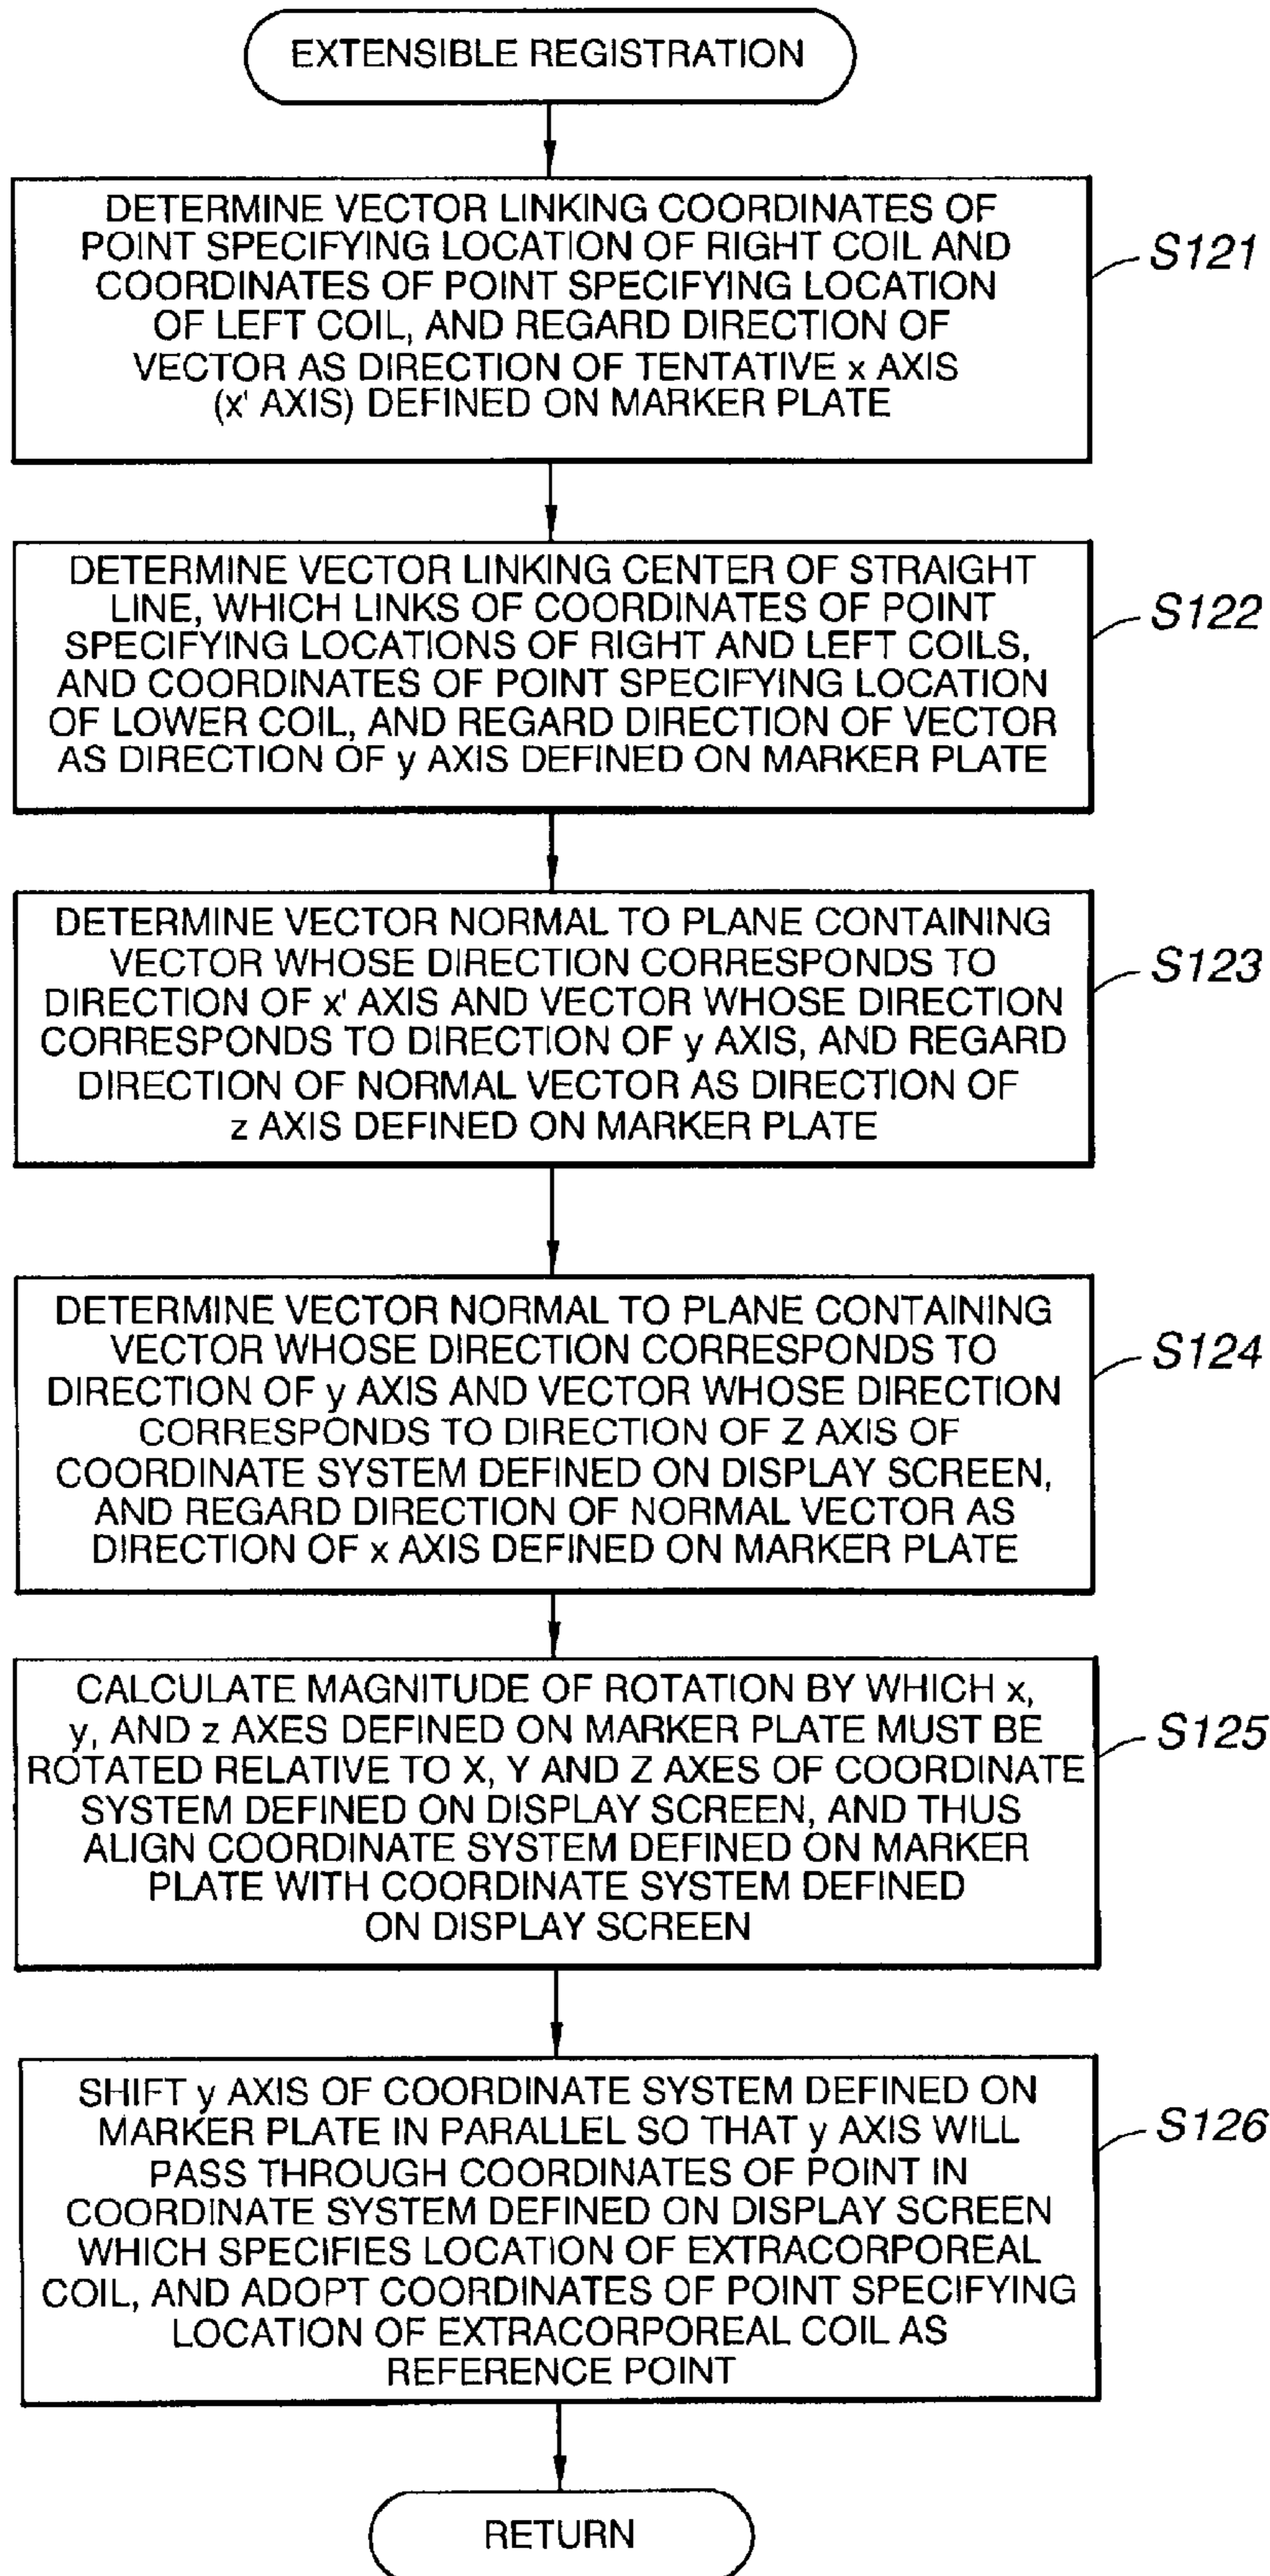 EXTENSIBLE REGISTRATION
DETERMINE VECTOR LINKING COORDINATES OF
POINT SPECIFYING LOCATION OF RIGHT COIL AND
COORDINATES OF POINT SPECIFYING LOCATION
OF LEFT COIL, AND REGARD DIRECTION OF
VECTOR AS DIRECTION OF TENTATIVE x AXIS
(x' AXIS) DEFINED ON MARKER PLATE
S121
DETERMINE VECTOR LINKING CENTER OF STRAIGHT
LINE, WHICH LINKS OF COORDINATES OF POINT
SPECIFYING LOCATIONS OF RIGHT AND LEFT COILS,
AND COORDINATES OF POINT SPECIFYING LOCATION
OF LOWER COIL, AND REGARD DIRECTION OF VECTOR
AS DIRECTION OF y AXIS DEFINED ON MARKER PLATE
S122
DETERMINE VECTOR NORMAL TO PLANE CONTAINING
VECTOR WHOSE DIRECTION CORRESPONDS TO
DIRECTION OF x' AXIS AND VECTOR WHOSE DIRECTION
CORRESPONDS TO DIRECTION OF y AXIS, AND REGARD
DIRECTION OF NORMAL VECTOR AS DIRECTION OF
z AXIS DEFINED ON MARKER PLATE
S123
DETERMINE VECTOR NORMAL TO PLANE CONTAINING
VECTOR WHOSE DIRECTION CORRESPONDS TO
DIRECTION OF y AXIS AND VECTOR WHOSE DIRECTION
CORRESPONDS TO DIRECTION OF Z AXIS OF
COORDINATE SYSTEM DEFINED ON DISPLAY SCREEN,
AND REGARD DIRECTION OF NORMAL VECTOR AS
DIRECTION OF x AXIS DEFINED ON MARKER PLATE
S124
CALCULATE MAGNITUDE OF ROTATION BY WHICH x,
y, AND z AXES DEFINED ON MARKER PLATE MUST BE
ROTATED RELATIVE TO X, Y AND Z AXES OF COORDINATE
SYSTEM DEFINED ON DISPLAY SCREEN, AND THUS
ALIGN COORDINATE SYSTEM DEFINED ON MARKER
PLATE WITH COORDINATE SYSTEM DEFINED
ON DISPLAY SCREEN
S125
SHIFT y AXIS OF COORDINATE SYSTEM DEFINED ON
MARKER PLATE IN PARALLEL SO THAT y AXIS WILL
PASS THROUGH COORDINATES OF POINT IN
COORDINATE SYSTEM DEFINED ON DISPLAY SCREEN
WHICH SPECIFIES LOCATION OF EXTRACORPOREAL
COIL, AND ADOPT COORDINATES OF POINT SPECIFYING
LOCATION OF EXTRACORPOREAL COIL AS
REFERENCE POINT
S126
RETURN